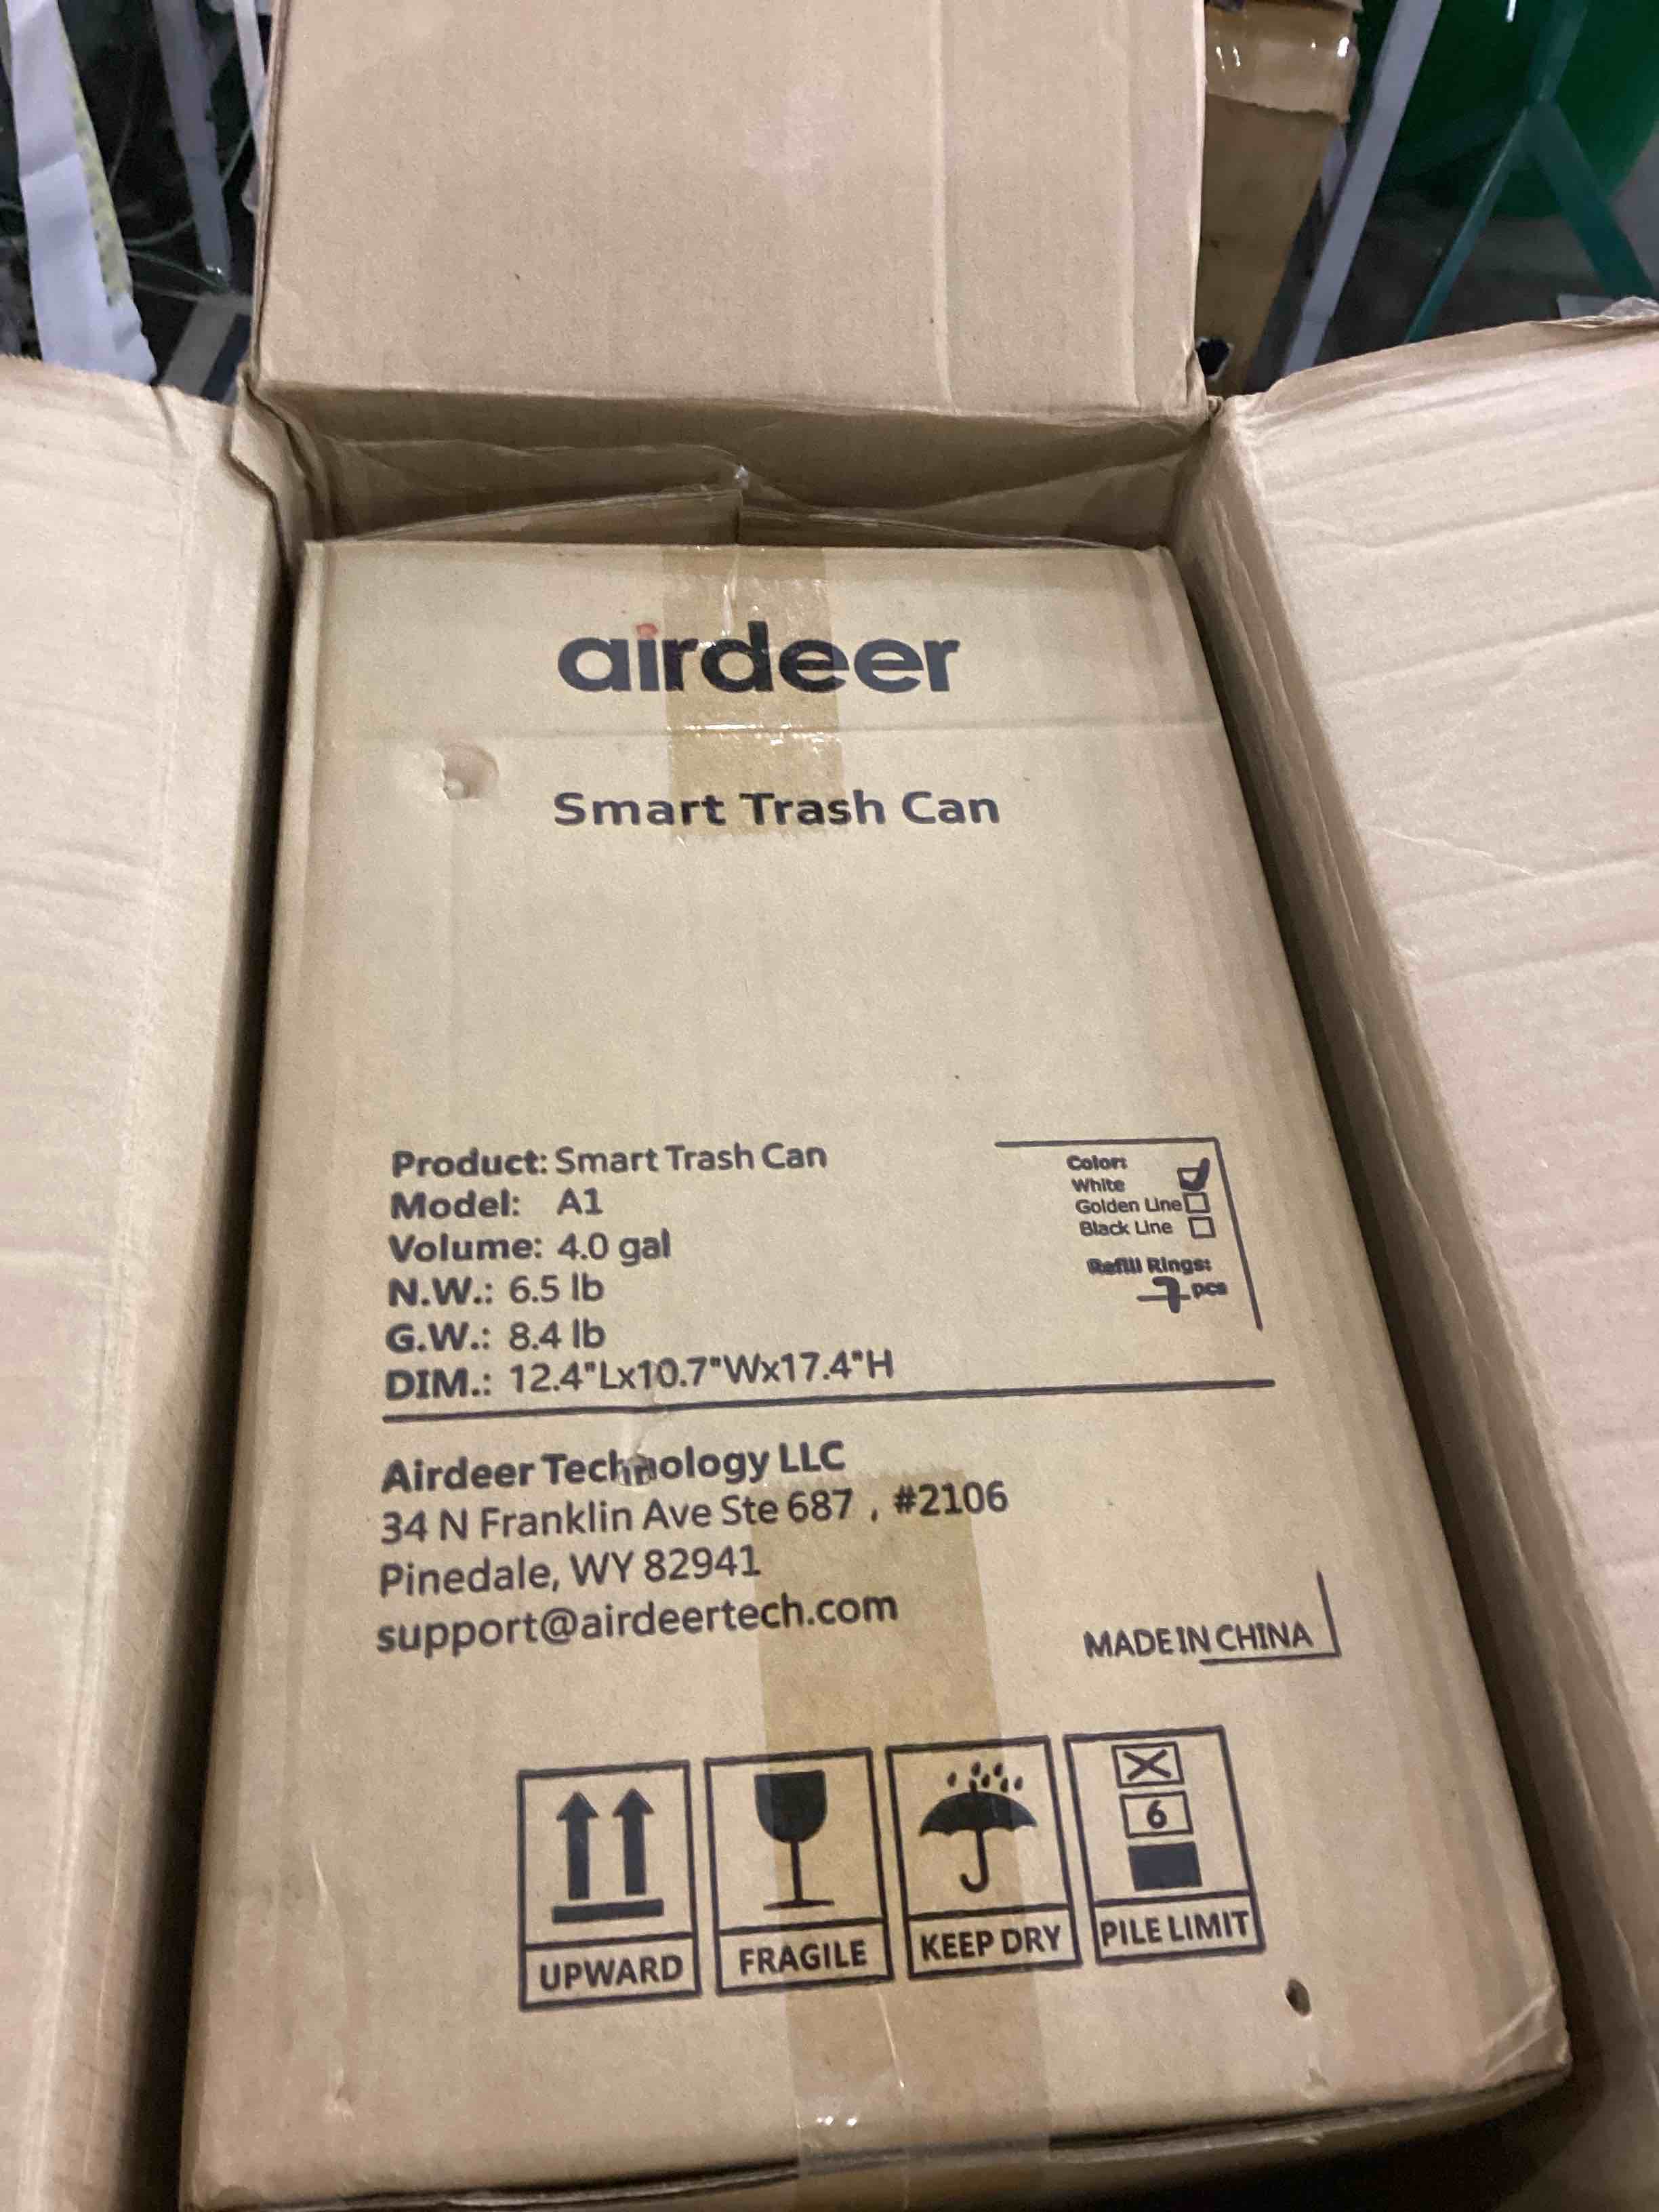 airdeer
Smart Trash Can
Product: Smart Trash Can
Model: A1
Volume: 4.0 gal
N.W.: 6.5 lb
G.W.: 8.4 lb
DIM.: 12.4"Lx10.7"Wx17.4"H
Color:
White
Golden Line
Black Line
Refill Rings:
7 pcs
Airdeer Technology LLC
34 N Franklin Ave Ste 687 , #2106
Pinedale, WY 82941
support@airdeertech.com
MADE IN CHINA
UPWARD
FRAGILE
KEEP DRY
6
PILE LIMIT